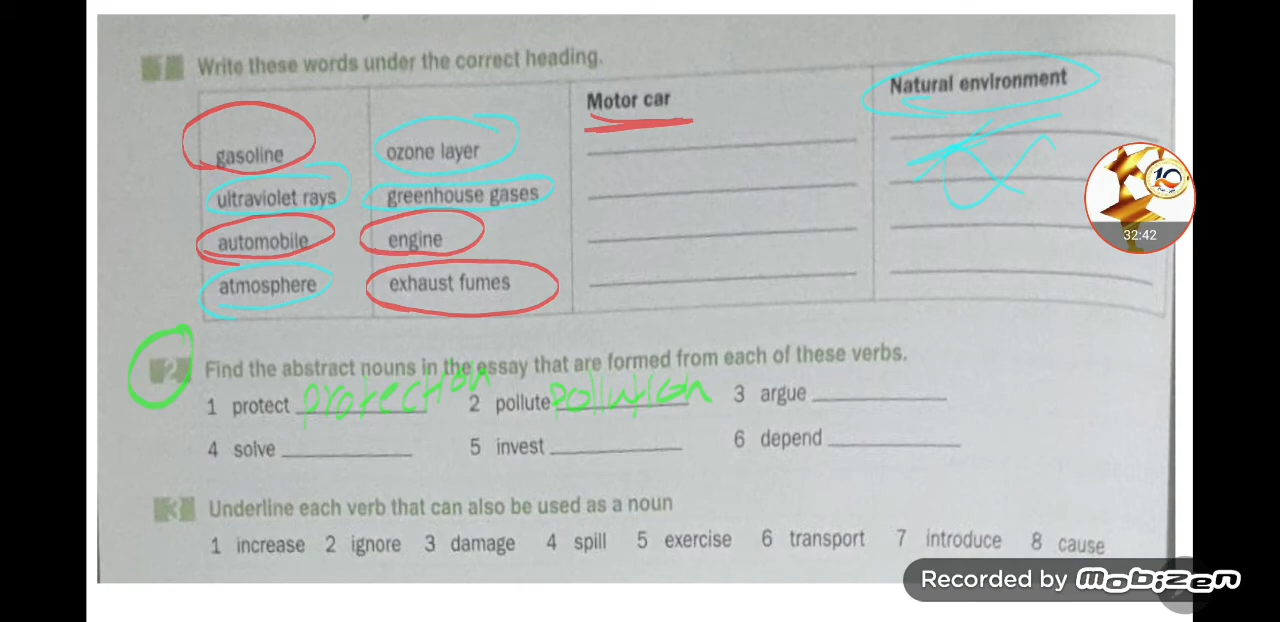 Write these words under the correct heading.
Motor car
Natural environment
gasoline ozone layer
ultraviolet rays greenhouse gases
automobile engine
atmosphere exhaust fumes
10
32:42
2 Find the abstract nouns in the essay that are formed from each of these verbs.
1 protect protection 2 pollute pollution 3 argue
4 solve 5 invest 6 depend
3 Underline each verb that can also be used as a noun
1 increase 2 ignore 3 damage 4 spill 5 exercise 6 transport 7 introduce 8 cause
Recorded by mobizen